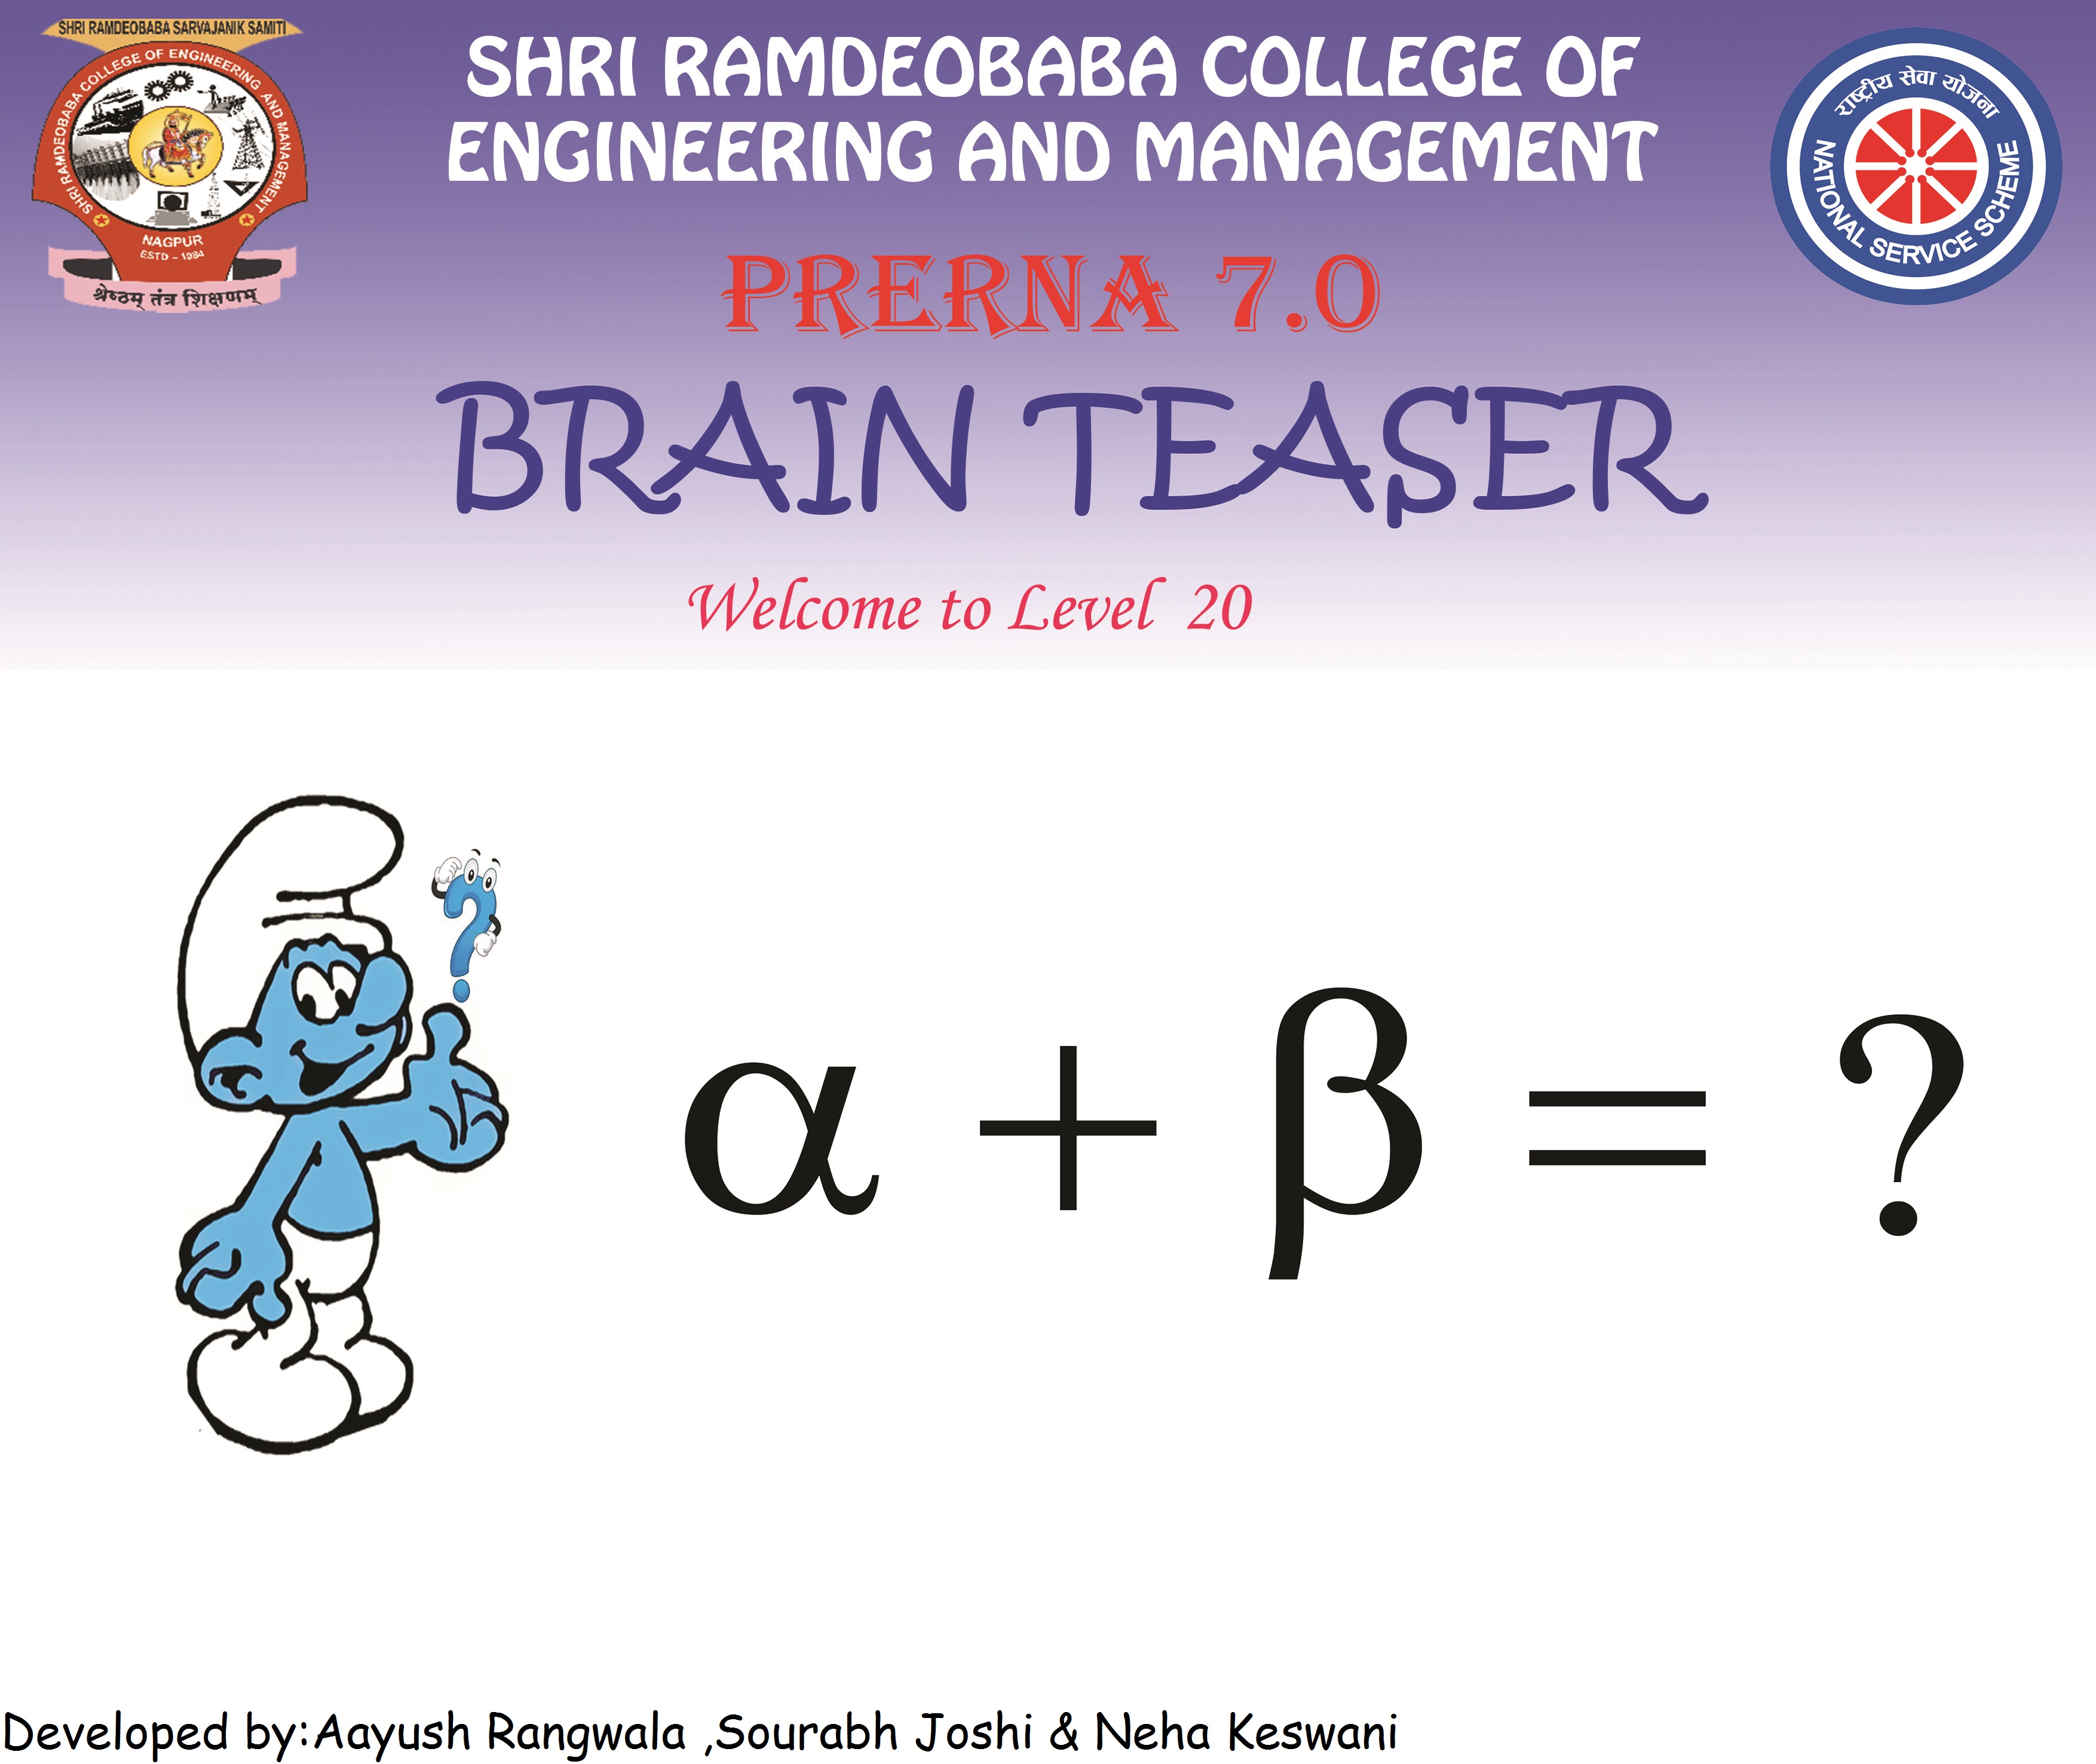 SHRI RAMDEOBABA SARVAJANIK SAMITI
SHRI RAMDEOBABA COLLEGE OF ENGINEERING AND MANAGEMENT
NAGPUR
ESTD - 1984
श्रेष्ठम् तंत्र शिक्षणम्
SHRI RAMDEOBABA COLLEGE OF
ENGINEERING AND MANAGEMENT
राष्ट्रीय सेवा योजना
NATIONAL SERVICE SCHEME
PRERNA 7.0
BRAIN TEASER
Welcome to Level 20
?
α + β = ?
Developed by:Aayush Rangwala ,Sourabh Joshi & Neha Keswani